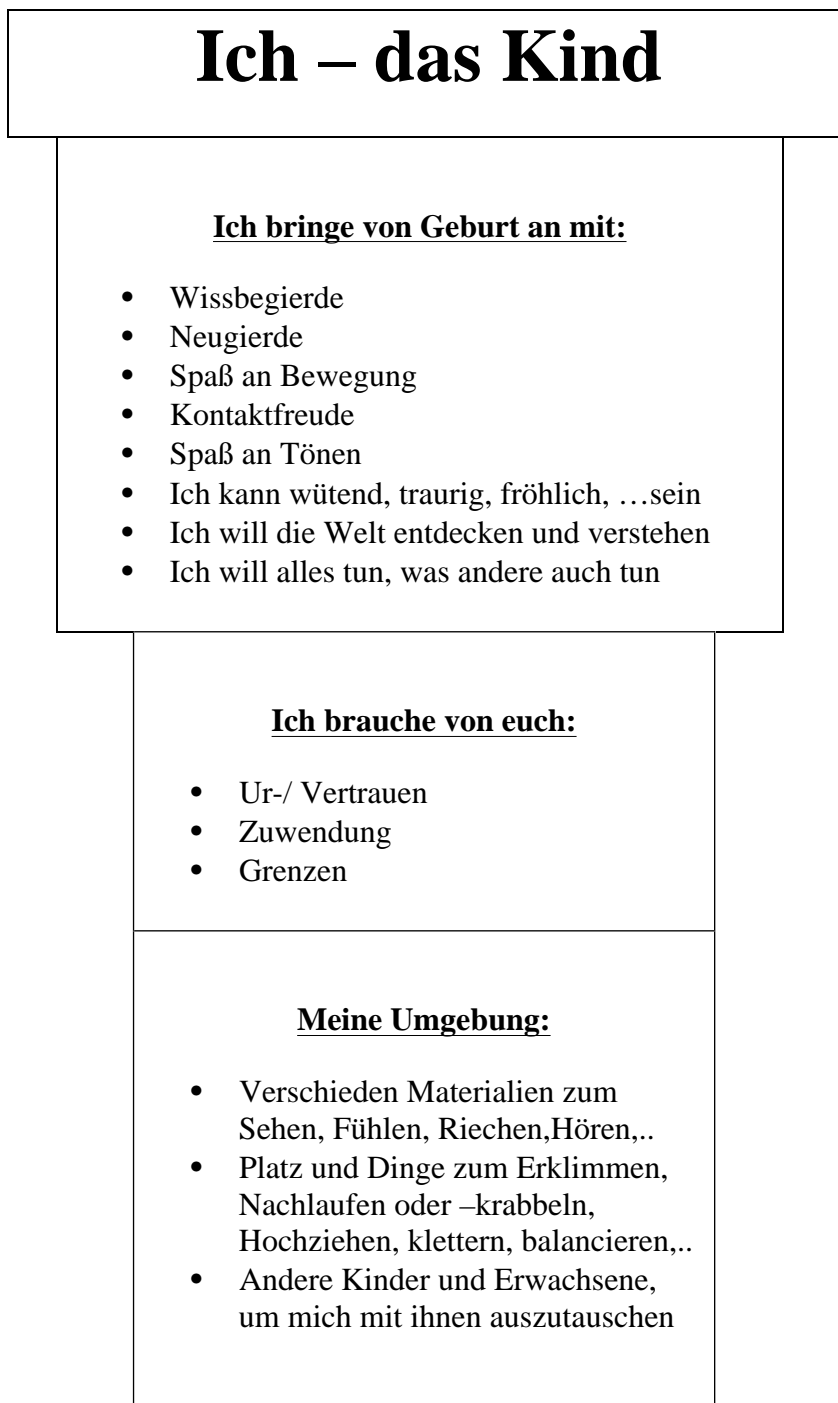 Ich – das Kind
Ich bringe von Geburt an mit:
• Wissbegierde
• Neugierde
• Spaß an Bewegung
• Kontaktfreude
• Spaß an Tönen
• Ich kann wütend, traurig, fröhlich, …sein
• Ich will die Welt entdecken und verstehen
• Ich will alles tun, was andere auch tun
Ich brauche von euch:
• Ur-/ Vertrauen
• Zuwendung
• Grenzen
Meine Umgebung:
• Verschieden Materialien zum
Sehen, Fühlen, Riechen,Hören,..
• Platz und Dinge zum Erklimmen,
Nachlaufen oder –krabbeln,
Hochziehen, klettern, balancieren,..
• Andere Kinder und Erwachsene,
um mich mit ihnen auszutauschen